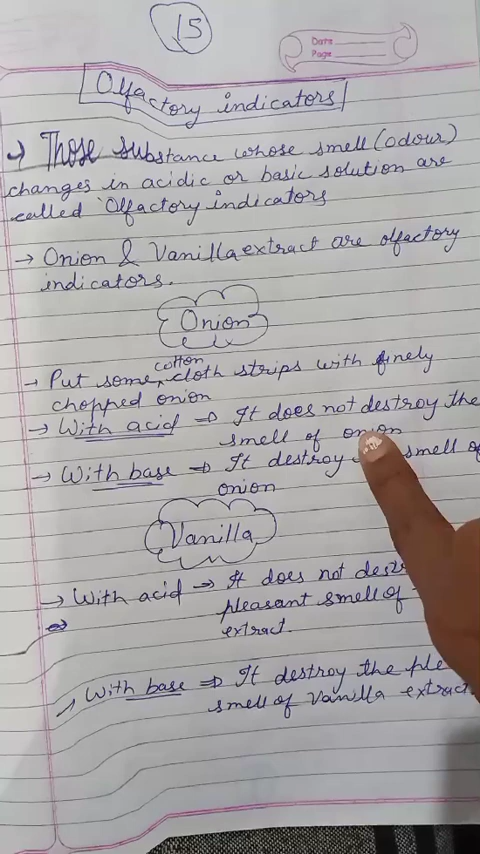 15
Date
Page
Olfactory indicators
→ Those substance whose smell (odour)
changes in acidic or basic solution are
called 'Olfactory indicators
→ Onion & Vanilla extract are olfactory
indicators.
Onion
cotton
→ Put some cloth strips with finely
chopped onion
→ With acid ⇒ It does not destroy the
smell of onion
→ With base ⇒ It destroy smell of
onion
Vanilla
→ With acid → It does not
pleasant smell of
extract.
→ With base ⇒ It destroy the
smell of Vanilla extract.